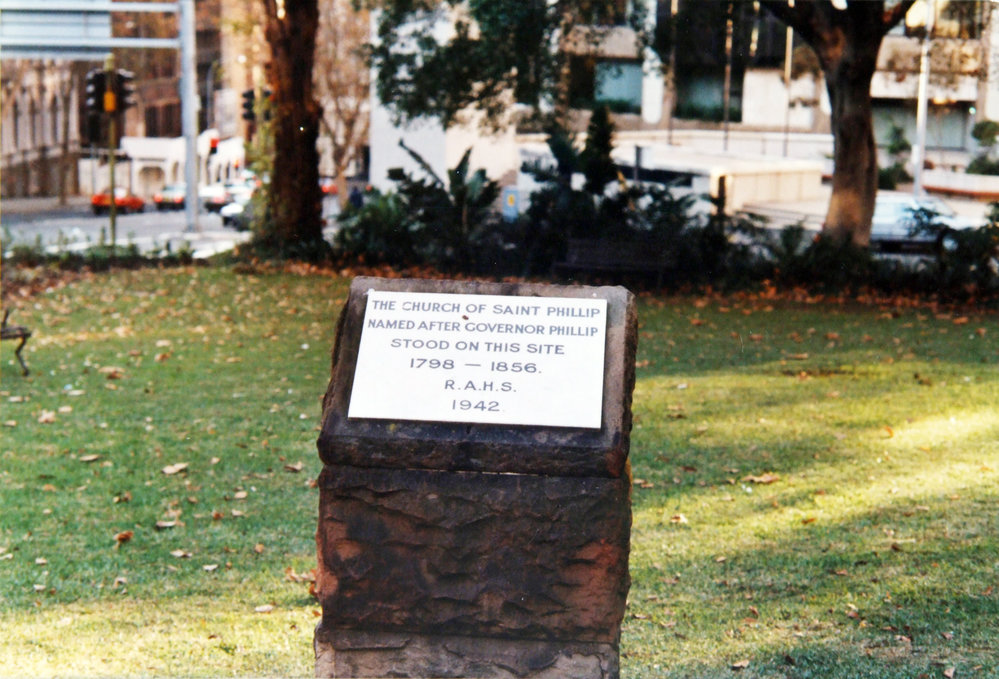 THE CHURCH OF SAINT PHILLIP
NAMED AFTER GOVERNOR PHILLIP
STOOD ON THIS SITE
1798 — 1856.
R.A.H.S.
1942.